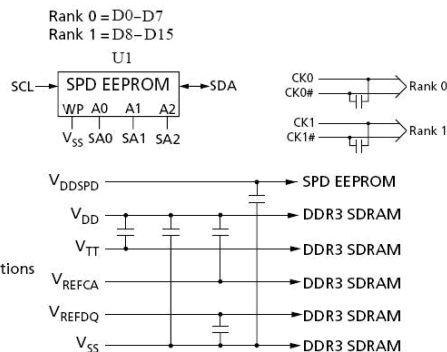 Rank 0 = D0–D7
Rank 1 = D8–D15
U1
SCL
SPD EEPROM
SDA
WP A0 A1 A2
VSS SA0 SA1 SA2
CK0
CK0#
Rank 0
CK1
CK1#
Rank 1
VDDSPD
SPD EEPROM
VDD
DDR3 SDRAM
VTT
DDR3 SDRAM
tions
VREFCA
DDR3 SDRAM
VREFDQ
DDR3 SDRAM
VSS
DDR3 SDRAM